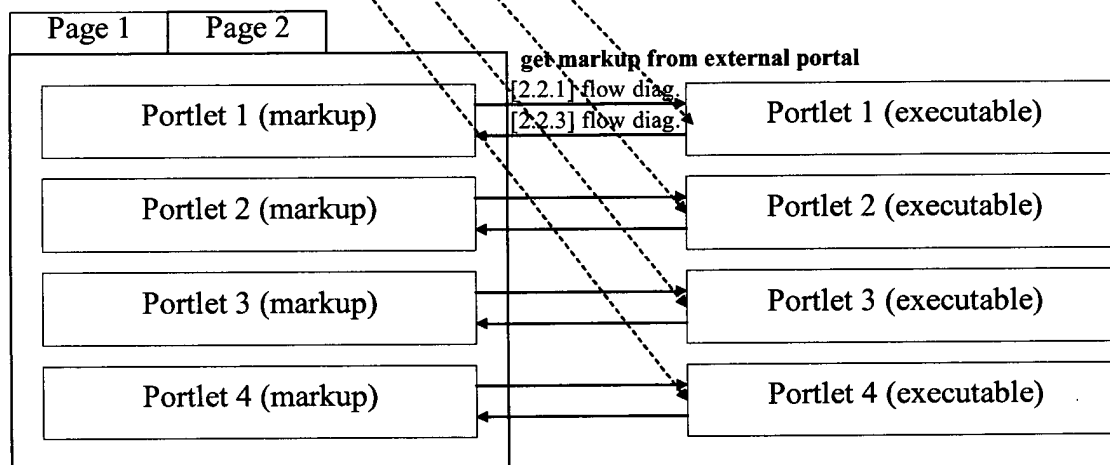 Page 1
Page 2
get markup from external portal
[2.2.1] flow diag.
[2.2.3] flow diag.
Portlet 1 (markup)
Portlet 1 (executable)
Portlet 2 (markup)
Portlet 2 (executable)
Portlet 3 (markup)
Portlet 3 (executable)
Portlet 4 (markup)
Portlet 4 (executable)